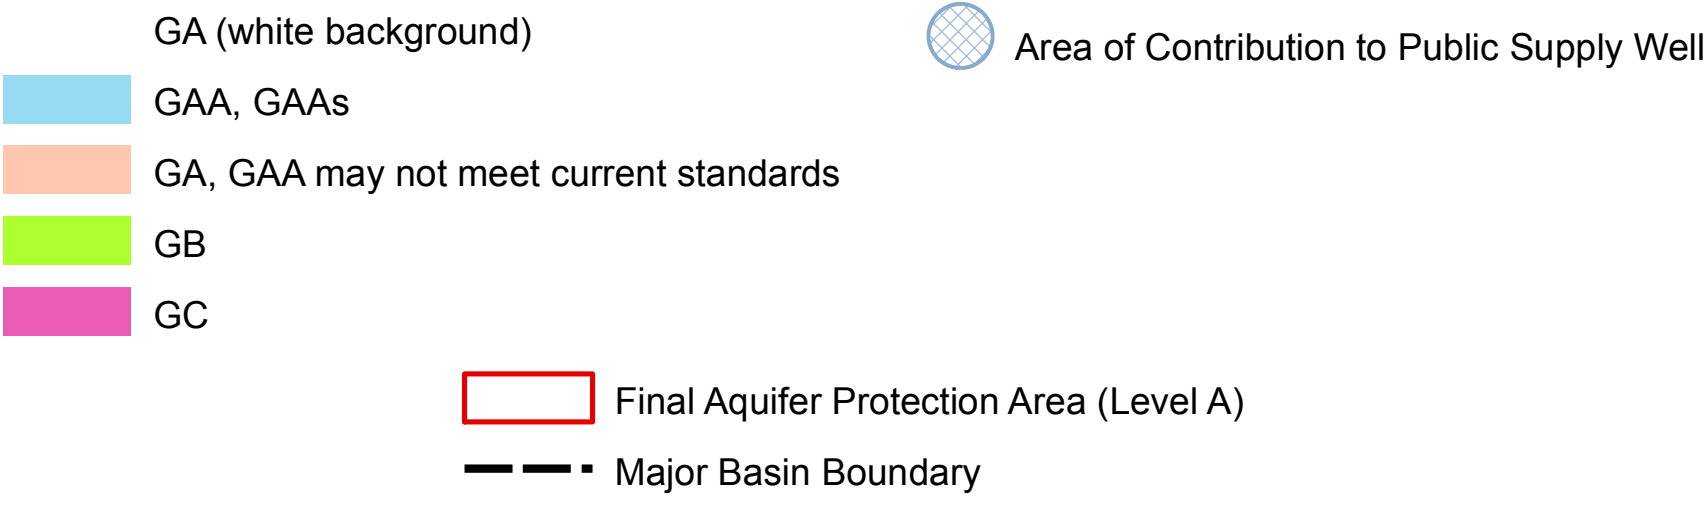 GA (white background)
Area of Contribution to Public Supply Well
GAA, GAAs
GA, GAA may not meet current standards
GB
GC
Final Aquifer Protection Area (Level A)
Major Basin Boundary